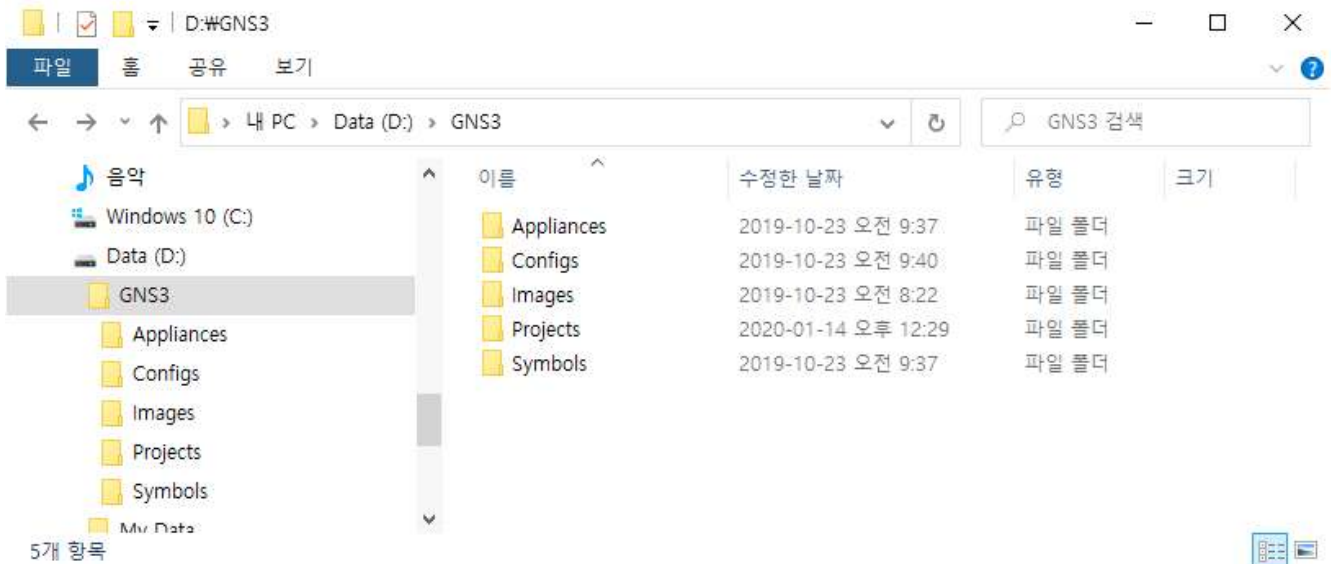 D:₩GNS3
파일 홈 공유 보기
내 PC › Data (D:) › GNS3
GNS3 검색
음악
Windows 10 (C:)
Data (D:)
GNS3
Appliances
Configs
Images
Projects
Symbols
My Data
이름 수정한 날짜 유형 크기
Appliances 2019-10-23 오전 9:37 파일 폴더
Configs 2019-10-23 오전 9:40 파일 폴더
Images 2019-10-23 오전 8:22 파일 폴더
Projects 2020-01-14 오후 12:29 파일 폴더
Symbols 2019-10-23 오전 9:37 파일 폴더
5개 항목